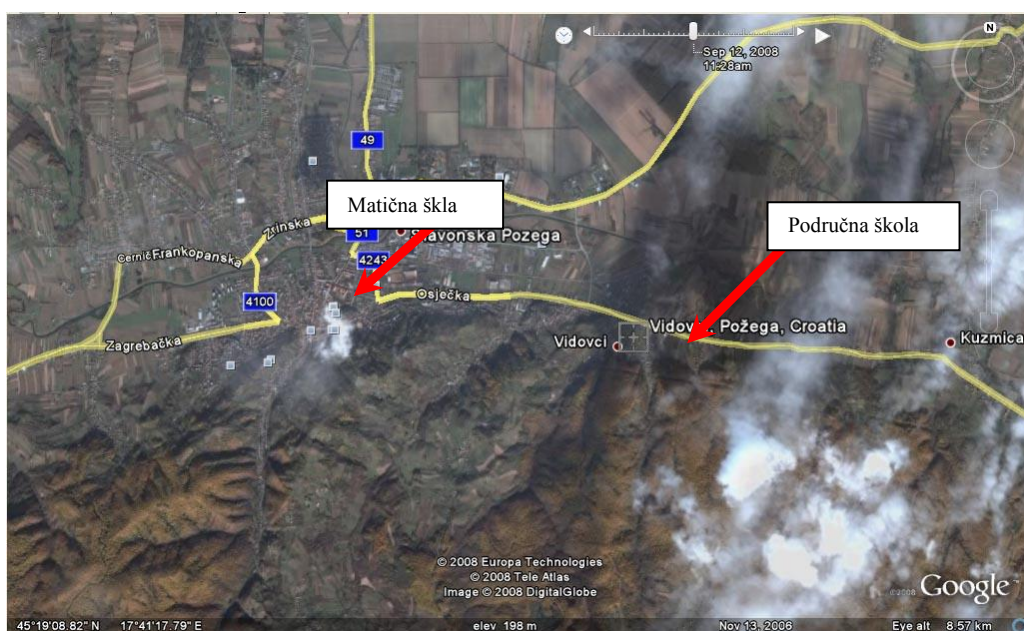 N
Sep 12, 2008
11:28am
49
Matična škla
Zrinska
51
Slavonska Pozega
Područna škola
Cernič
Frankopanska
4243
4100
Osječka
Zagrebačka
Vidovci
Vidovci, Požega, Croatia
Kuzmica
© 2008 Europa Technologies
© 2008 Tele Atlas
Image © 2008 DigitalGlobe
©2008 Google™
45°19'08.82" N 17°41'17.79" E elev 198 m Nov 13, 2006 Eye alt 8.57 km